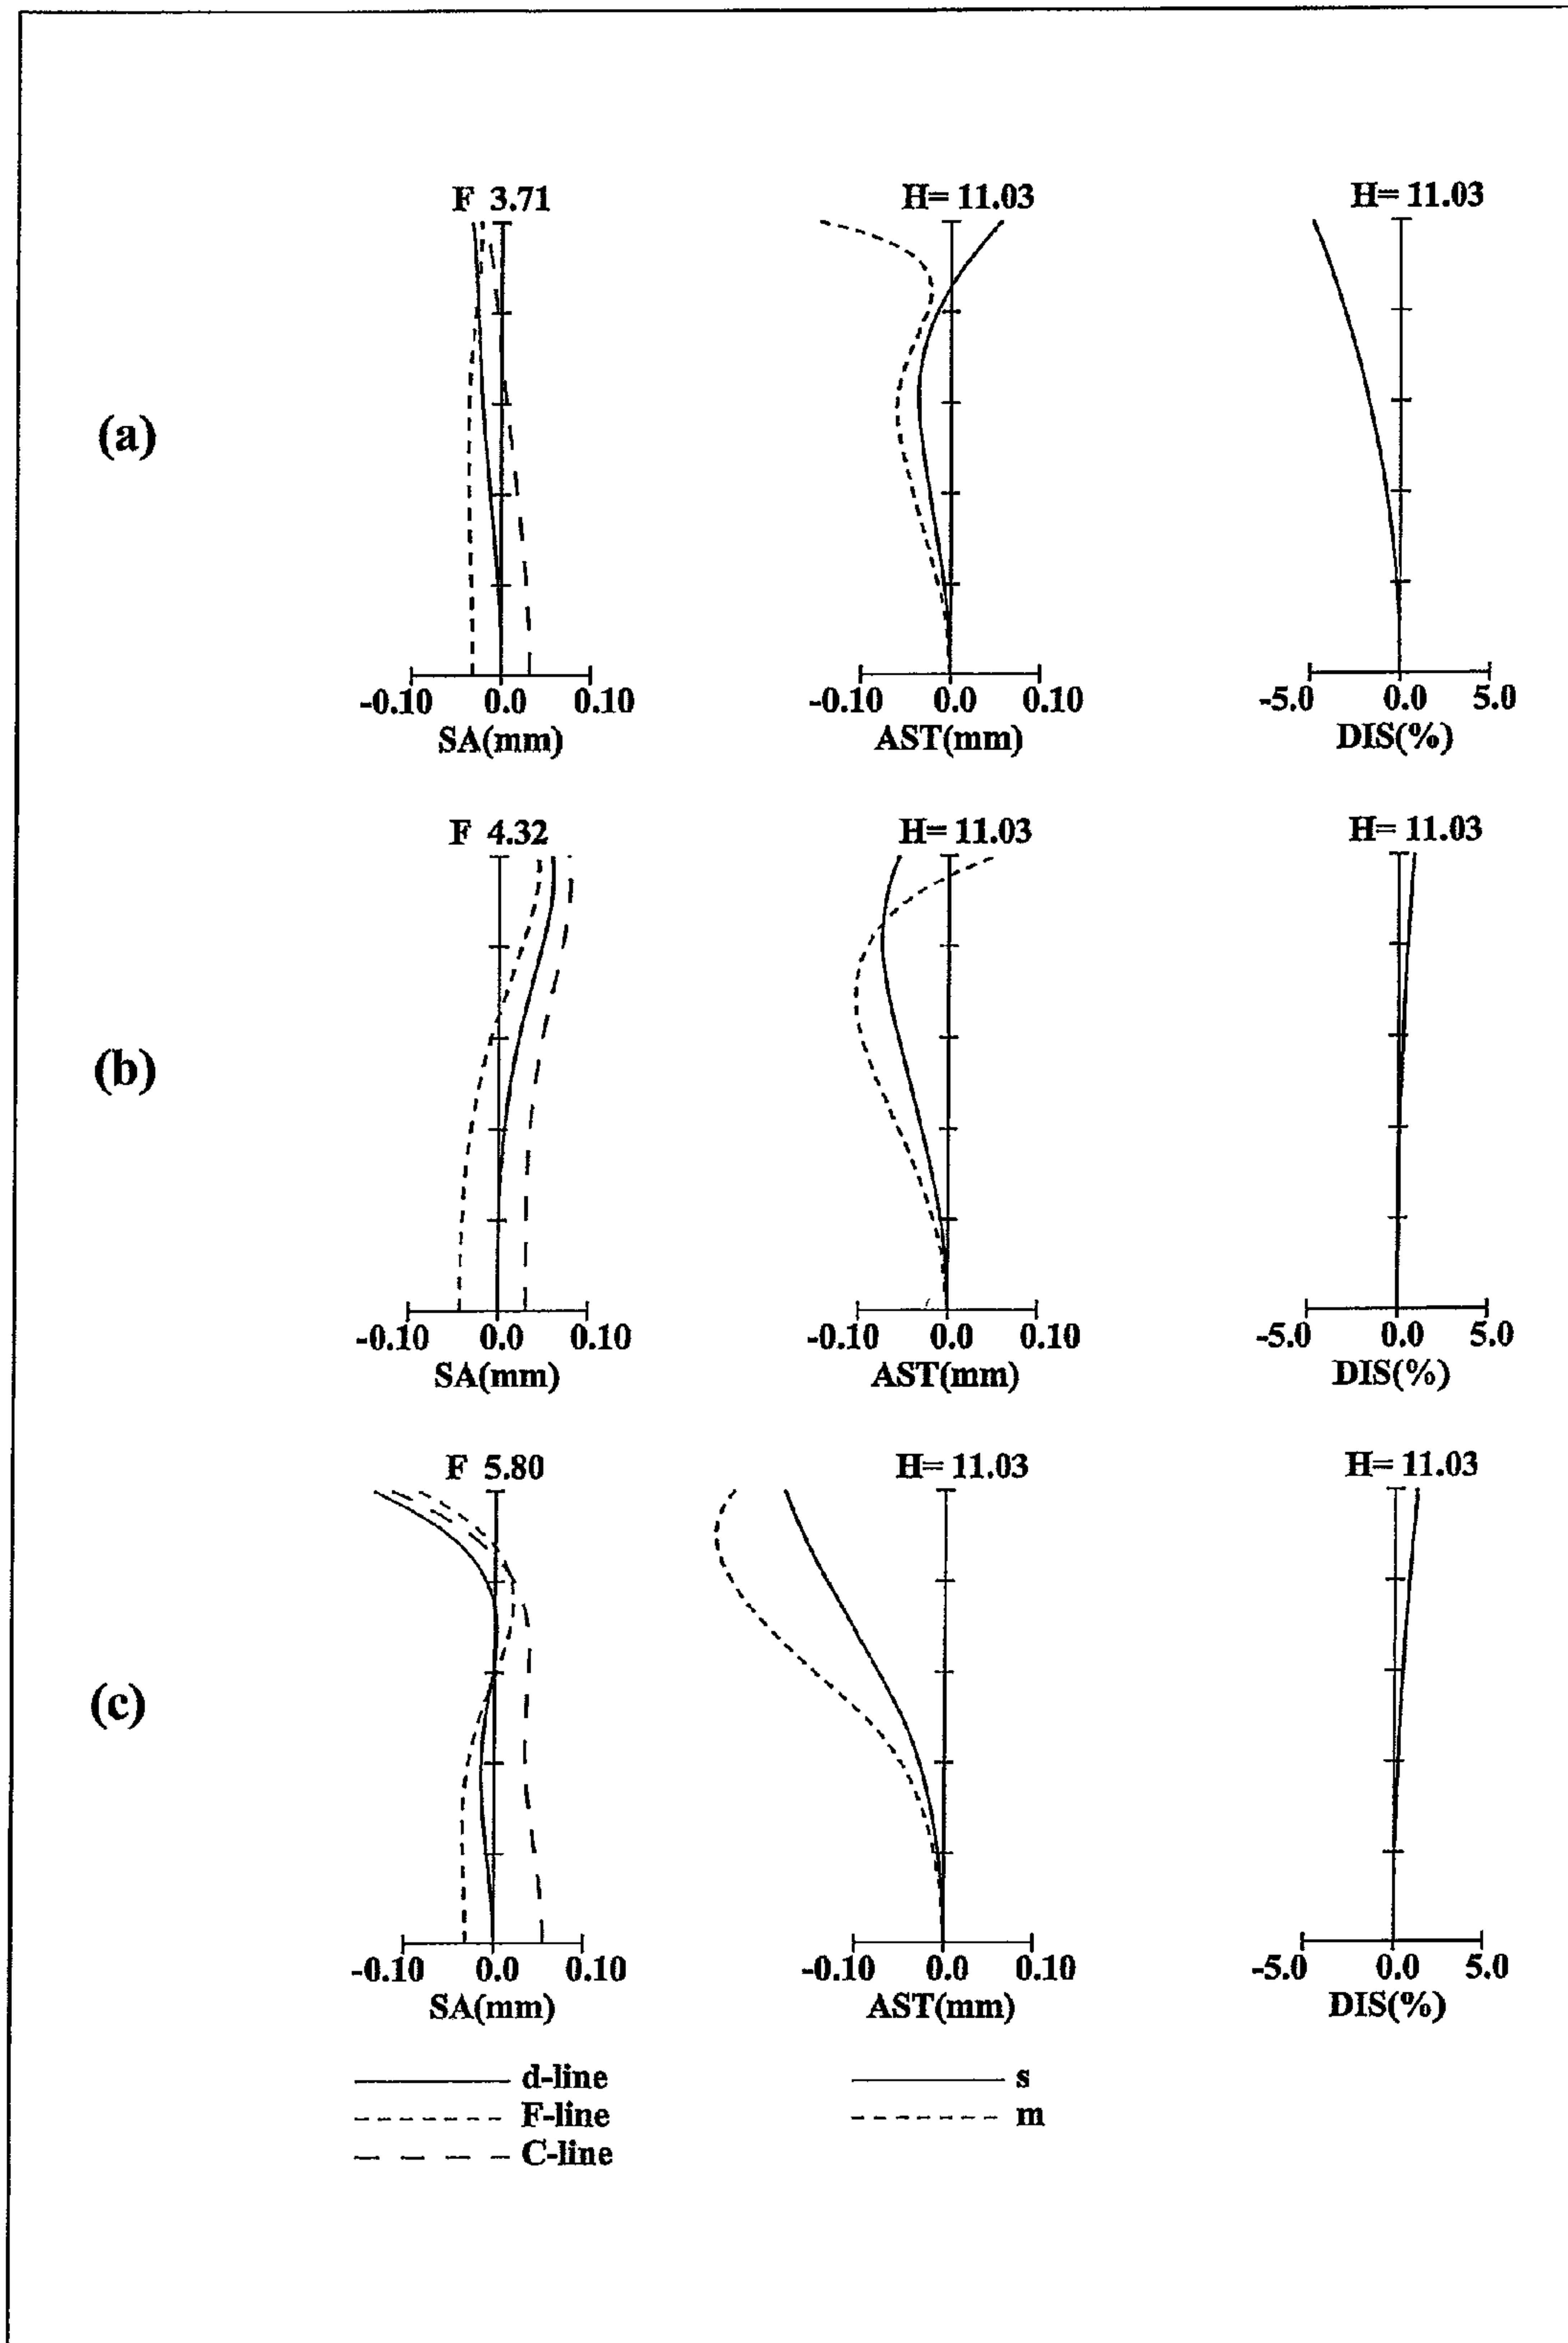 F 3.71 H= 11.03 H= 11.03
(a)
-0.10 0.0 0.10 -0.10 0.0 0.10 -5.0 0.0 5.0
SA(mm) AST(mm) DIS(%)
F 4.32 H= 11.03 H= 11.03
(b)
-0.10 0.0 0.10 -0.10 0.0 0.10 -5.0 0.0 5.0
SA(mm) AST(mm) DIS(%)
F 5.80 H= 11.03 H= 11.03
(c)
-0.10 0.0 0.10 -0.10 0.0 0.10 -5.0 0.0 5.0
SA(mm) AST(mm) DIS(%)
d-line s
F-line m
C-line